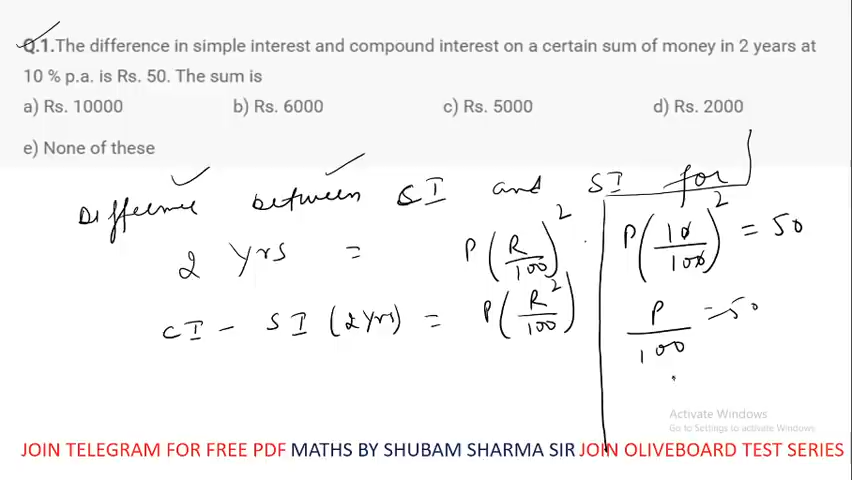 Q.1.The difference in simple interest and compound interest on a certain sum of money in 2 years at
10 % p.a. is Rs. 50. The sum is
a) Rs. 10000 b) Rs. 6000 c) Rs. 5000 d) Rs. 2000
e) None of these
Difference between CI and SI for
2 yrs = P(R/100)²
CI - SI (2 yrs) = P(R/100)²
P(10/100)² = 50
P/100 = 50
Activate Windows
Go to Settings to activate Windows.
JOIN TELEGRAM FOR FREE PDF MATHS BY SHUBAM SHARMA SIR JOIN OLIVEBOARD TEST SERIES